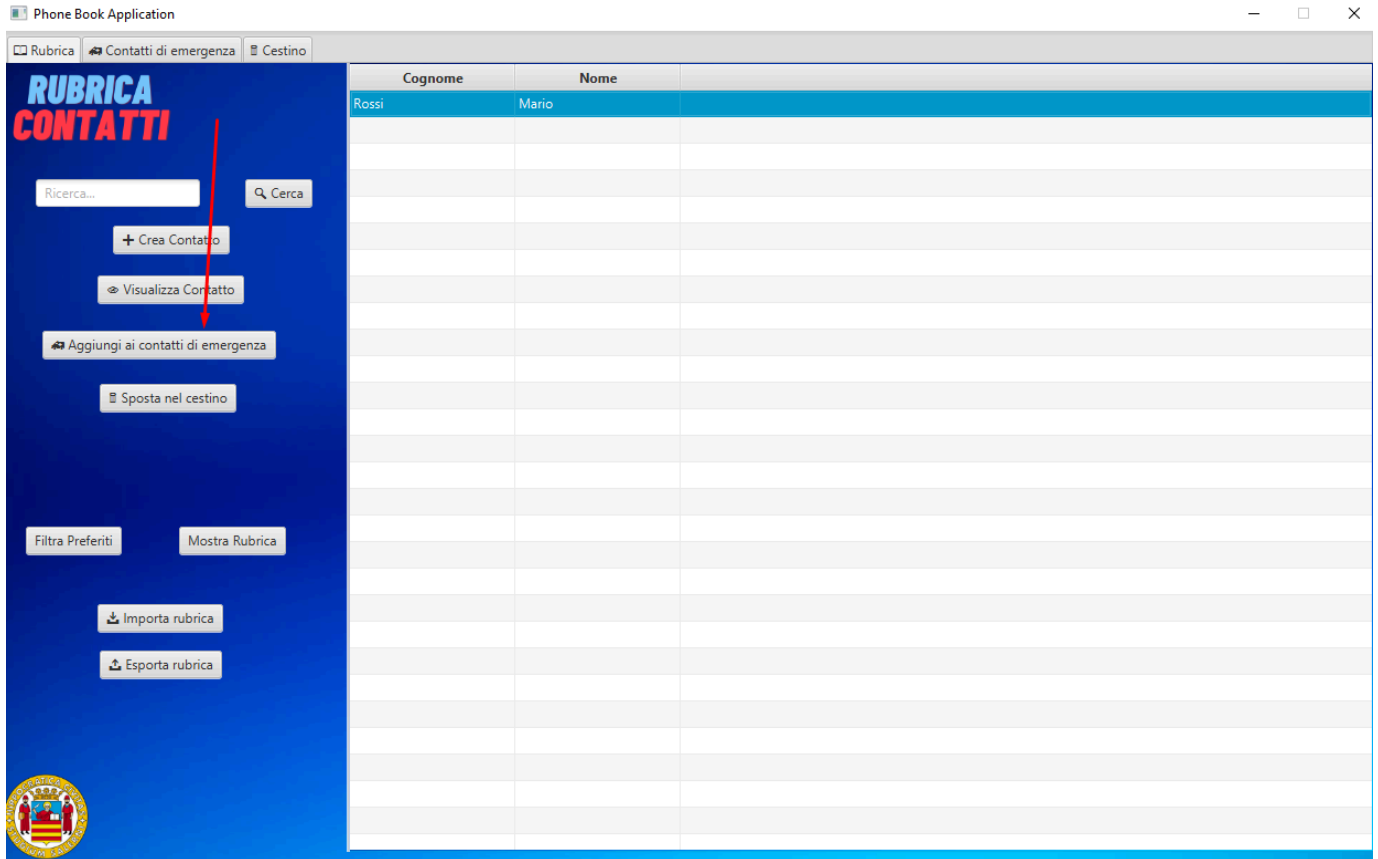 Phone Book Application
Rubrica Contatti di emergenza Cestino
RUBRICA
CONTATTI
Cognome Nome
Rossi Mario
Ricerca... Cerca
Crea Contatto
Visualizza Contatto
Aggiungi ai contatti di emergenza
Sposta nel cestino
Filtra Preferiti Mostra Rubrica
Importa rubrica
Esporta rubrica